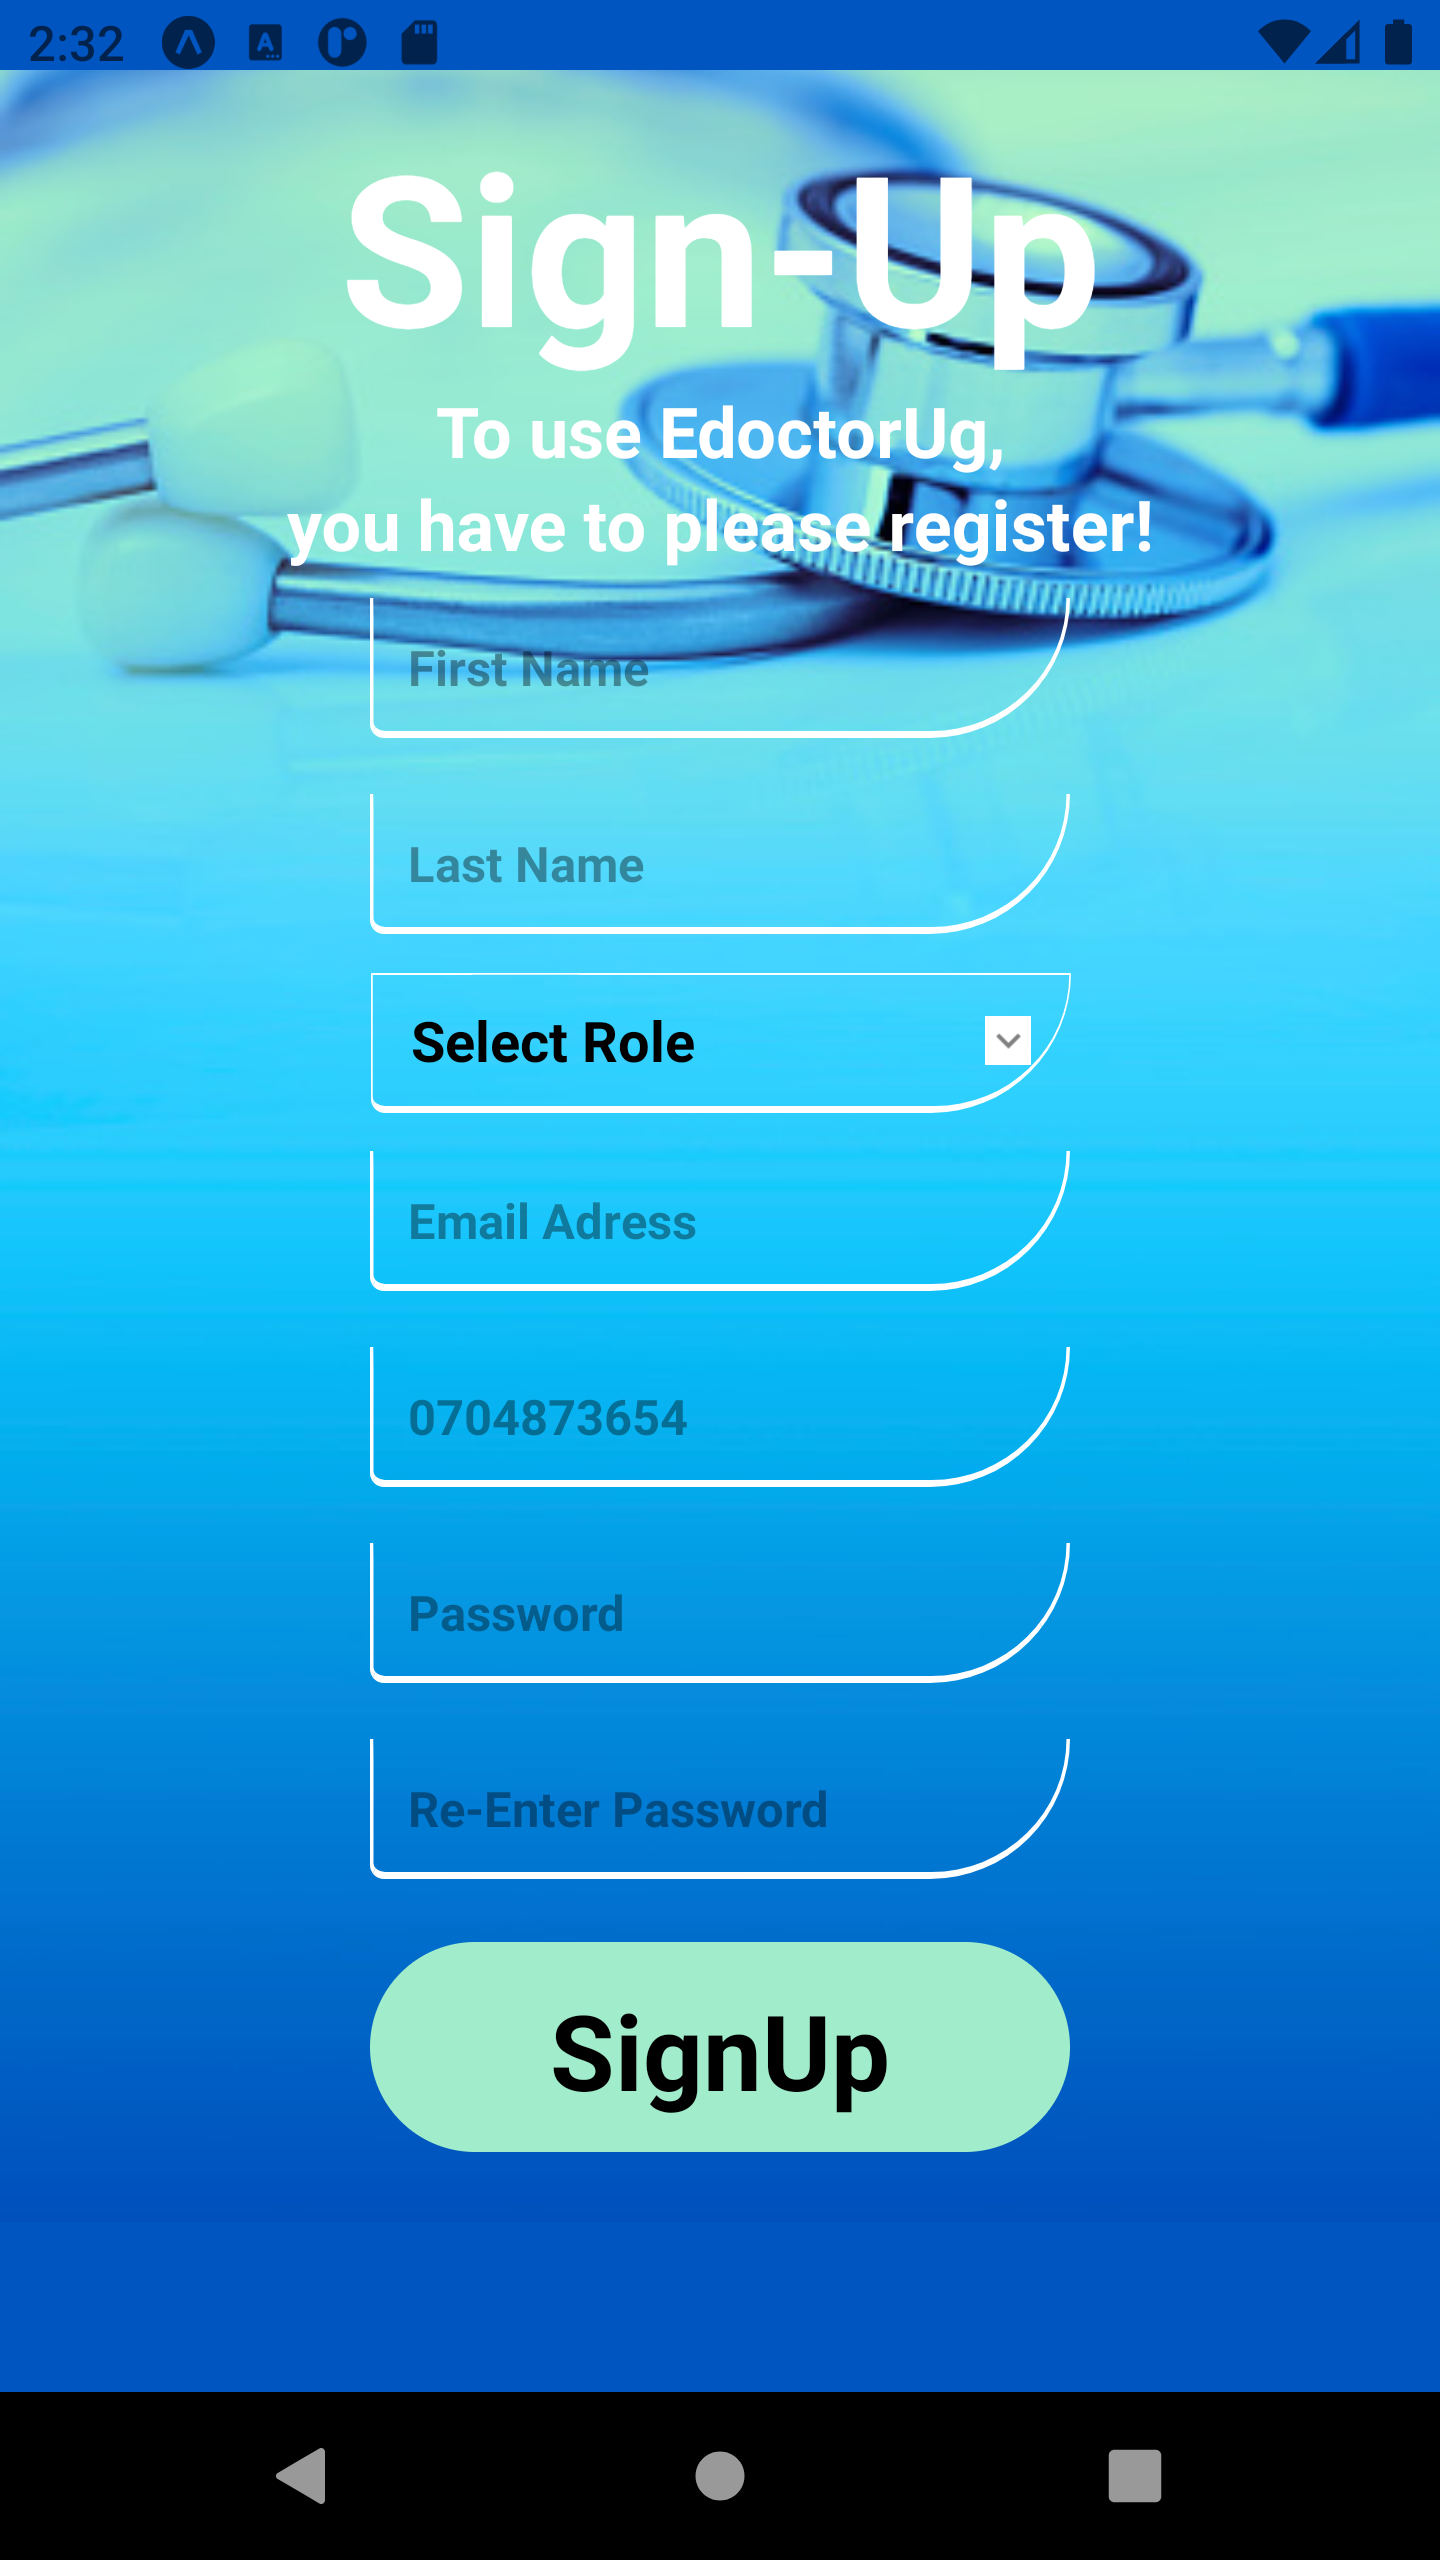 2:32
Sign-Up
To use EdoctorUg,
you have to please register!
First Name
Last Name
Select Role
Email Adress
0704873654
Password
Re-Enter Password
SignUp